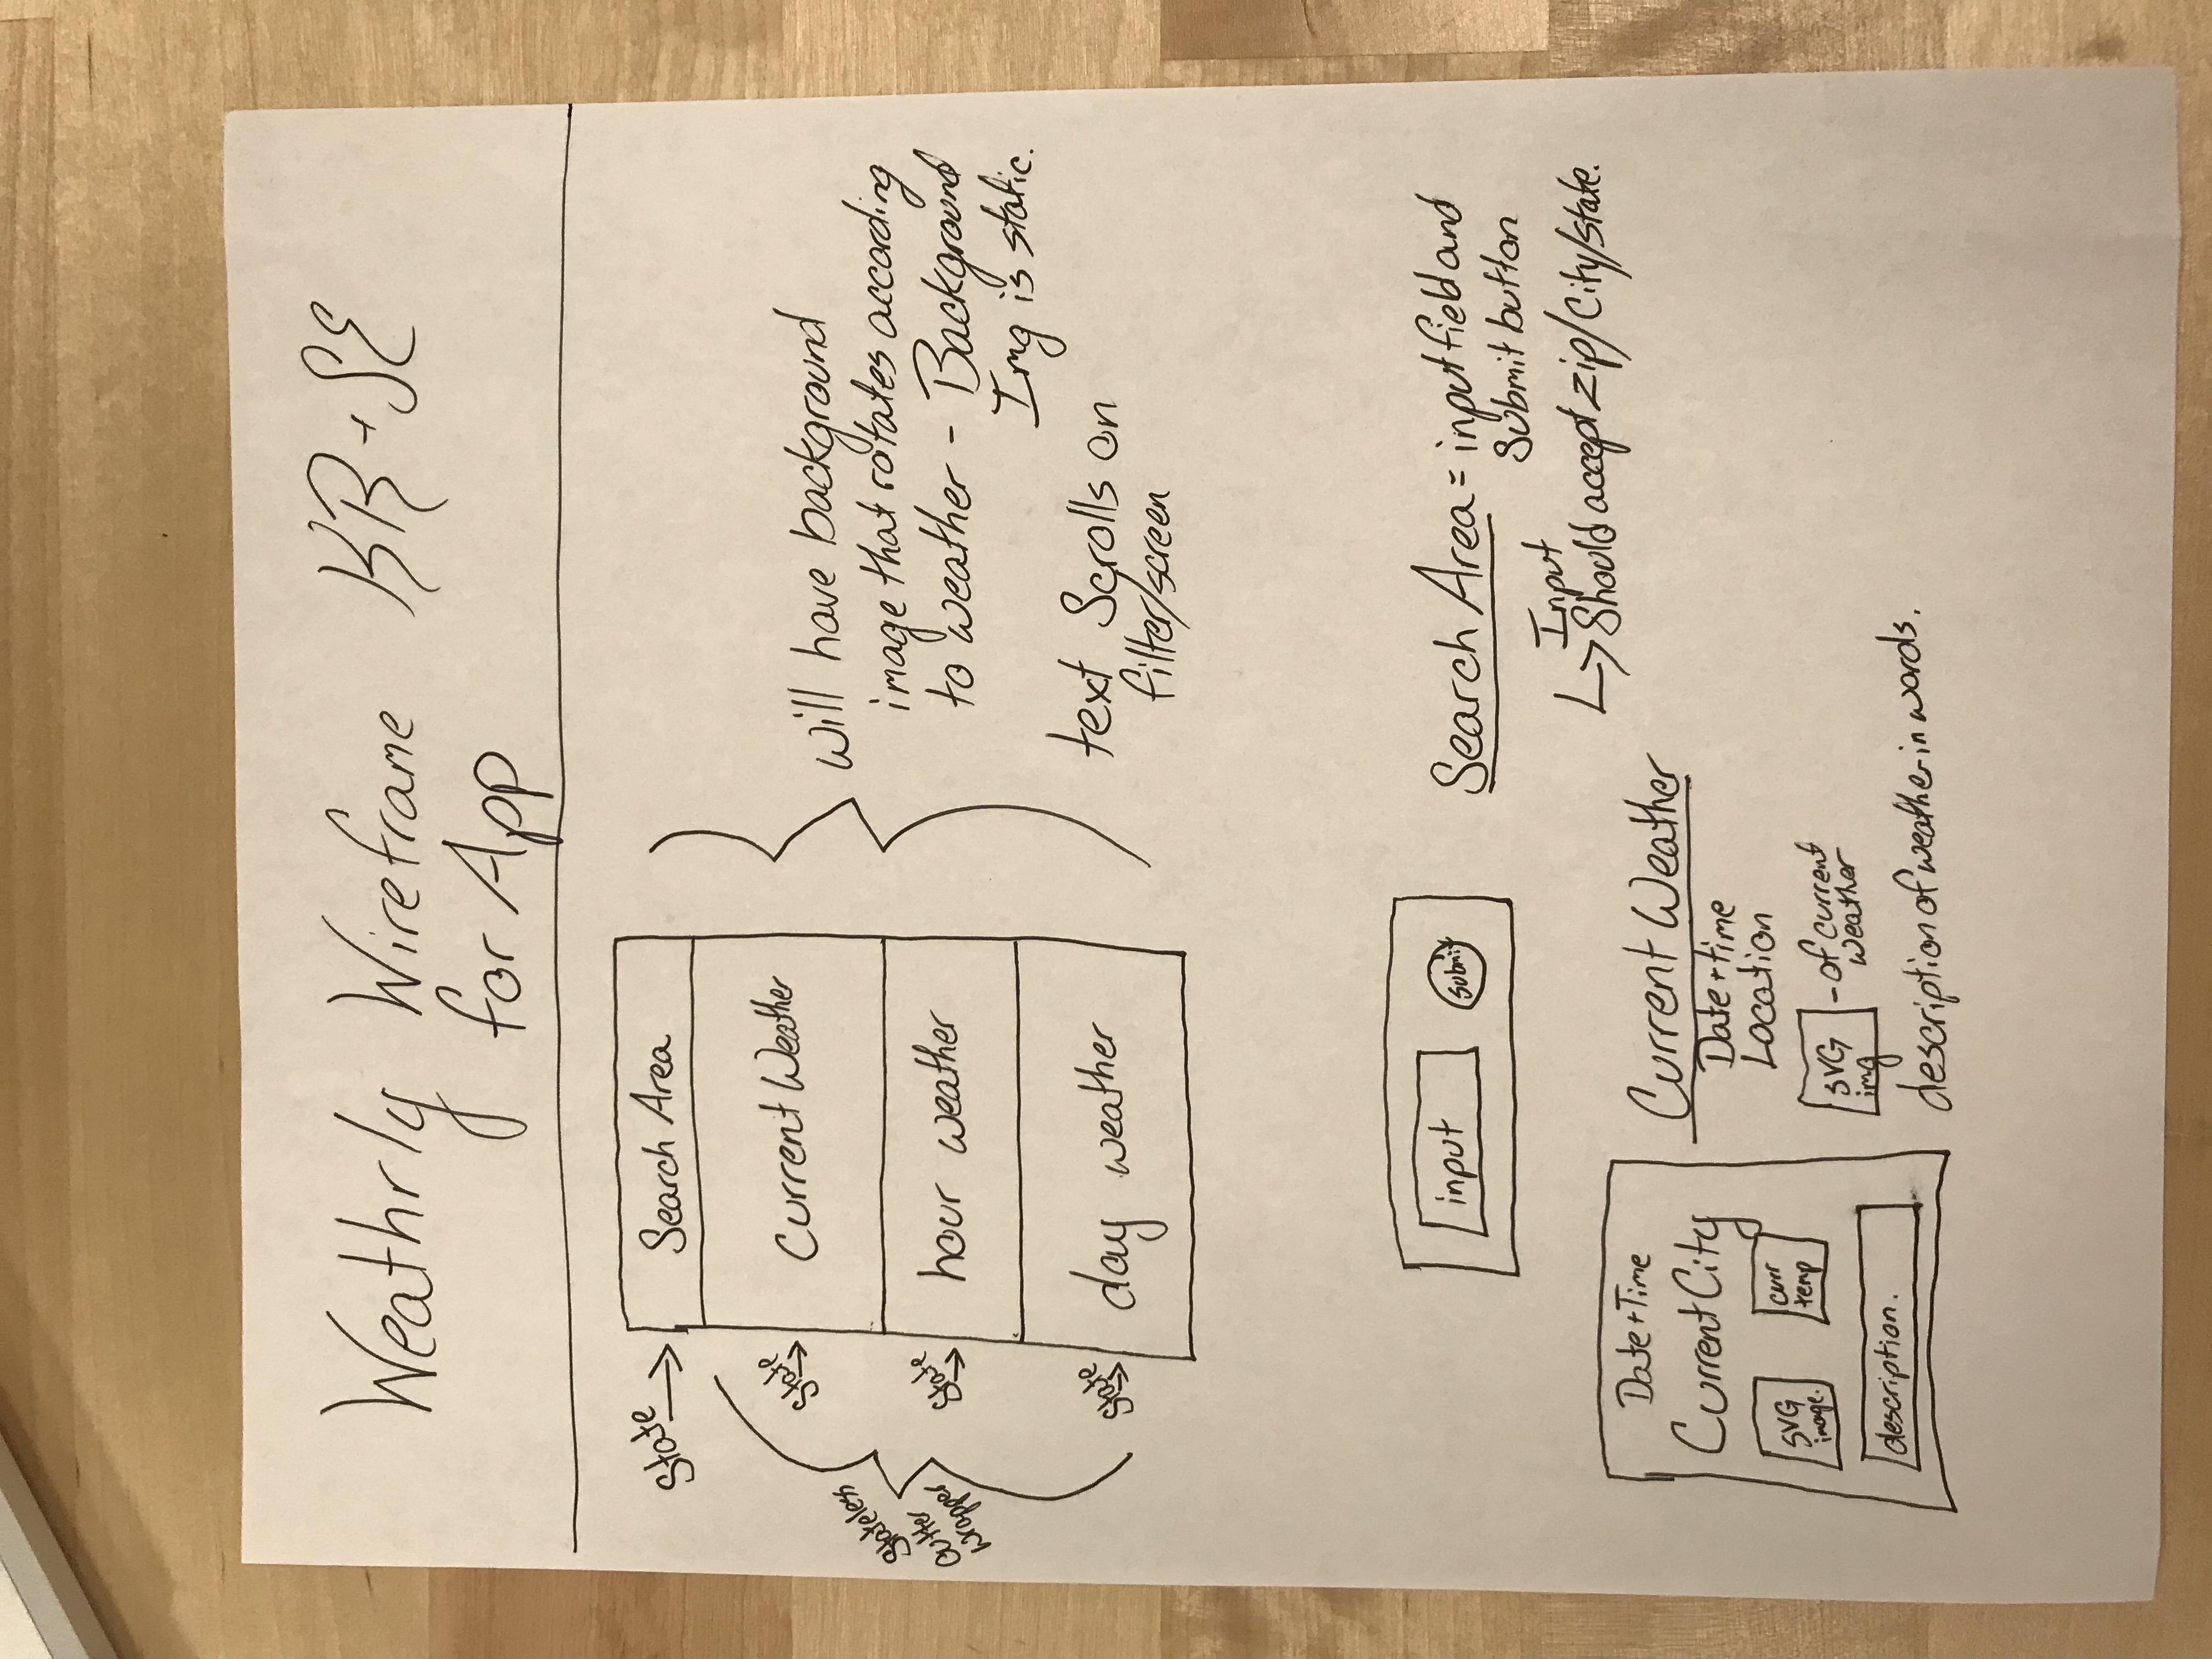 Weathrly Wireframe KR + SE
for App
State
Search Area
State
Current Weather
Stateless
Outter
wrapper
State
hour weather
State
day weather
will have background
image that rotates according
to weather - Background
Img is static.
text Scrolls on
filter/screen
input
Submit
Search Area = input field and
Submit button
Input
Should accept zip/City/state.
Date + Time
Current City
SVG
image.
curr
temp
description.
Current Weather
Date + time
Location
SVG
img
- of current
weather
description of weather in words.